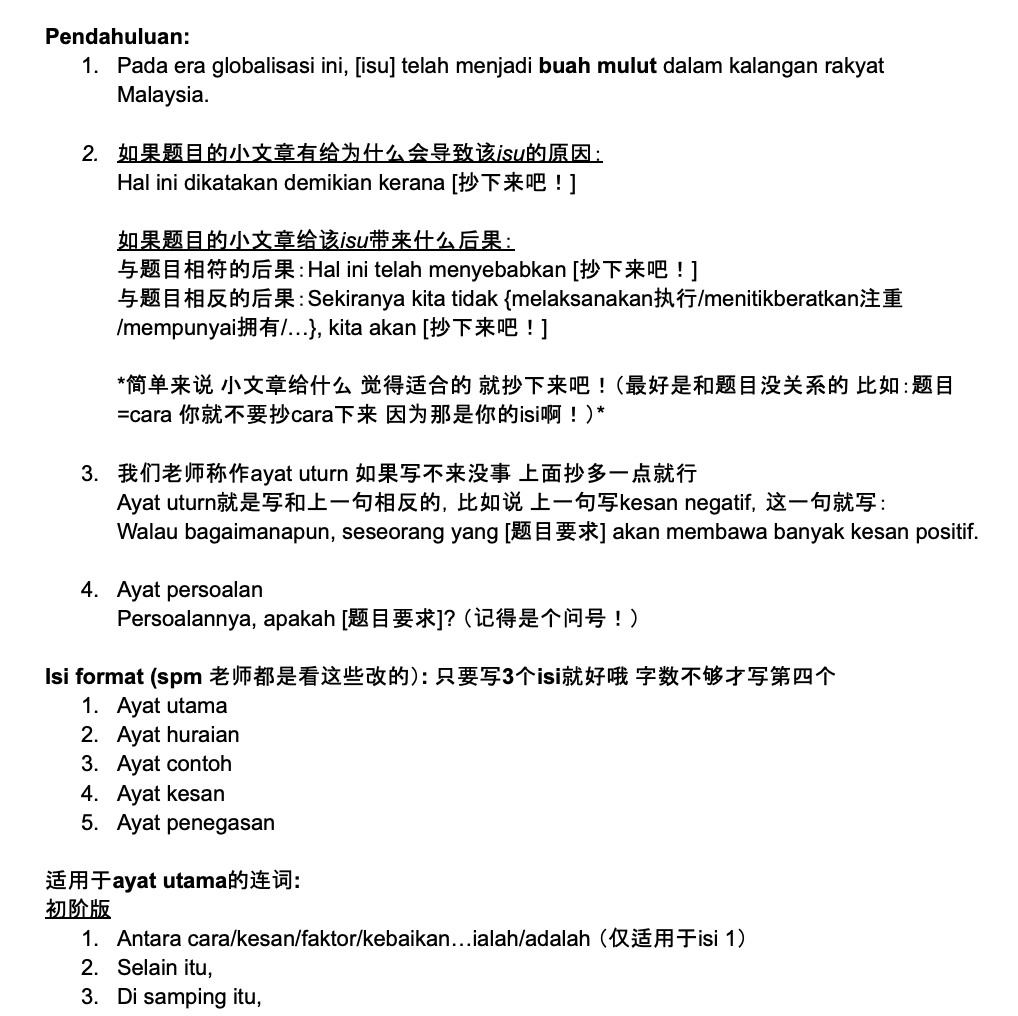 Pendahuluan:
1. Pada era globalisasi ini, [isu] telah menjadi buah mulut dalam kalangan rakyat
Malaysia.
2. 如果题目的小文章有给为什么会导致该isu的原因：
Hal ini dikatakan demikian kerana [抄下来吧！]
如果题目的小文章给该isu带来什么后果：
与题目相符的后果：Hal ini telah menyebabkan [抄下来吧！]
与题目相反的后果：Sekiranya kita tidak {melaksanakan执行/menitikberatkan注重
/mempunyai拥有/…}, kita akan [抄下来吧！]
*简单来说 小文章给什么 觉得适合的 就抄下来吧！（最好是和题目没关系的 比如：题目
=cara 你就不要抄cara下来 因为那是你的isi啊！）*
3. 我们老师称作ayat uturn 如果写不来没事 上面抄多一点就行
Ayat uturn就是写和上一句相反的，比如说 上一句写kesan negatif，这一句就写：
Walau bagaimanapun, seseorang yang [题目要求] akan membawa banyak kesan positif.
4. Ayat persoalan
Persoalannya, apakah [题目要求]?（记得是个问号！）
Isi format (spm 老师都是看这些改的）: 只要写3个isi就好哦 字数不够才写第四个
1. Ayat utama
2. Ayat huraian
3. Ayat contoh
4. Ayat kesan
5. Ayat penegasan
适用于ayat utama的连词:
初阶版
1. Antara cara/kesan/faktor/kebaikan…ialah/adalah（仅适用于isi 1）
2. Selain itu,
3. Di samping itu,